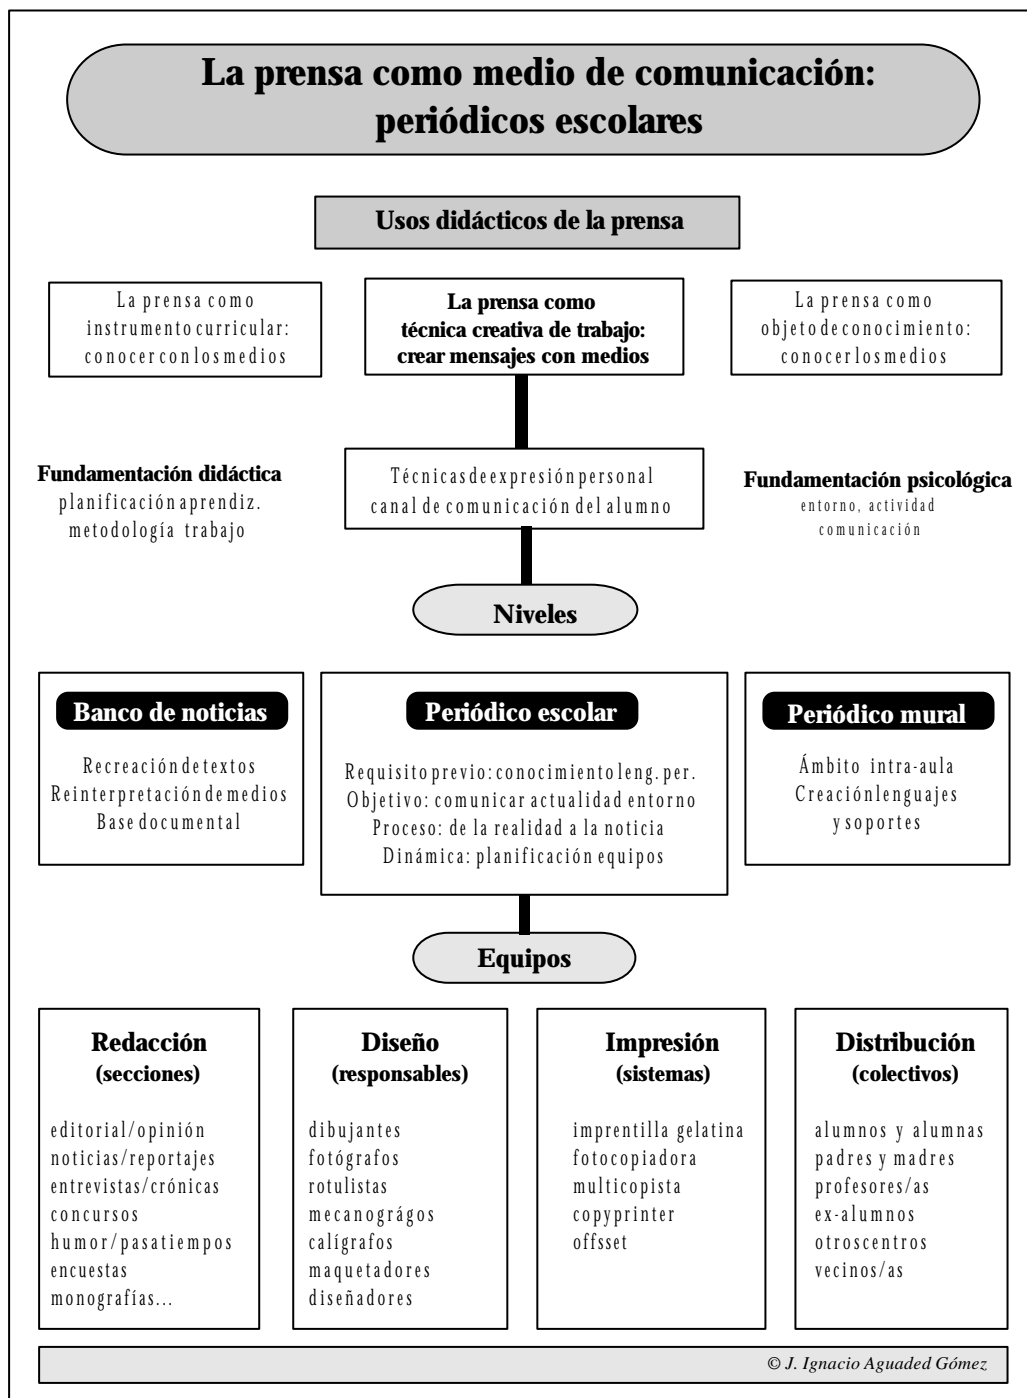 La prensa como medio de comunicación:
periódicos escolares
Usos didácticos de la prensa
La prensa como
instrumento curricular:
conocer con los medios
La prensa como
técnica creativa de trabajo:
crear mensajes con medios
La prensa como
objeto de conocimiento:
conocer los medios
Fundamentación didáctica
planificación aprendiz.
metodología trabajo
Técnicas de expresión personal
canal de comunicación del alumno
Fundamentación psicológica
entorno, actividad
comunicación
Niveles
Banco de noticias
Recreación de textos
Reinterpretación de medios
Base documental
Periódico escolar
Requisito previo: conocimiento leng. per.
Objetivo: comunicar actualidad entorno
Proceso: de la realidad a la noticia
Dinámica: planificación equipos
Periódico mural
Ámbito intra-aula
Creación lenguajes
y soportes
Equipos
Redacción
(secciones)
editorial/opinión
noticias/reportajes
entrevistas/crónicas
concursos
humor/pasatiempos
encuestas
monografías...
Diseño
(responsables)
dibujantes
fotógrafos
rotulistas
mecanográgos
calígrafos
maquetadores
diseñadores
Impresión
(sistemas)
imprentilla gelatina
fotocopiadora
multicopista
copyprinter
offsset
Distribución
(colectivos)
alumnos y alumnas
padres y madres
profesores/as
ex-alumnos
otros centros
vecinos/as
© J. Ignacio Aguaded Gómez